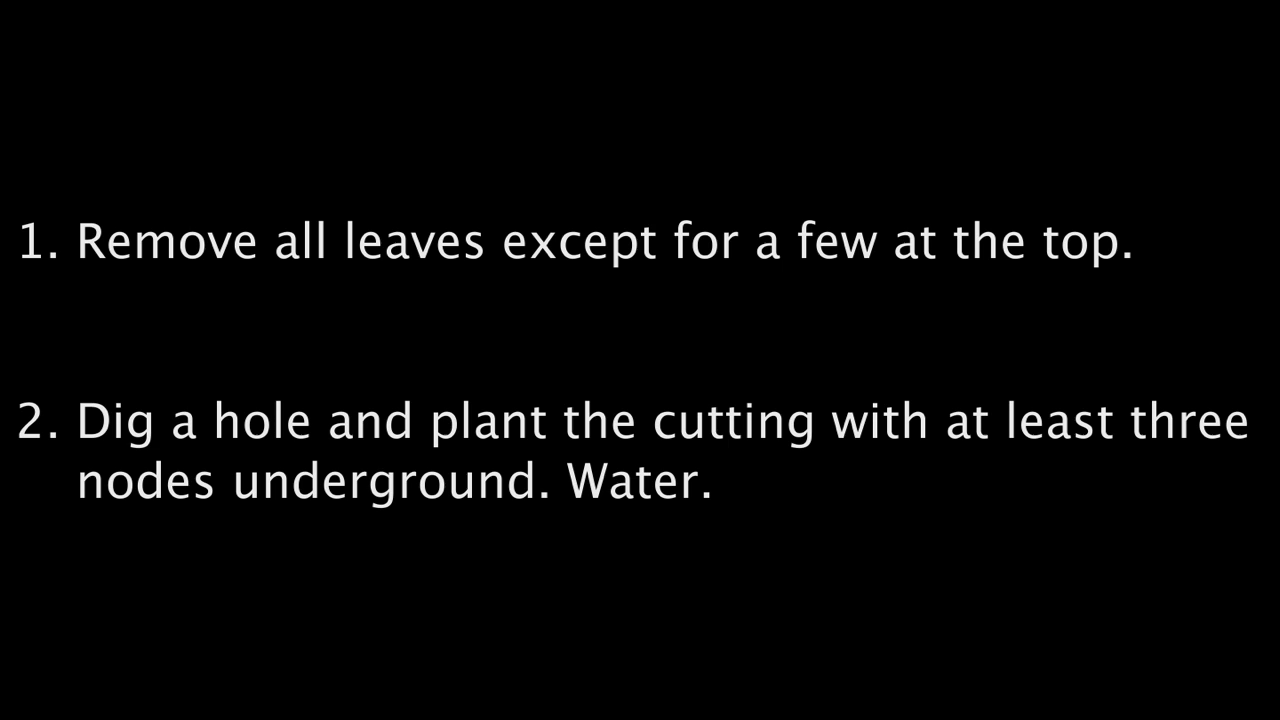 1. Remove all leaves except for a few at the top.
2. Dig a hole and plant the cutting with at least three
nodes underground. Water.